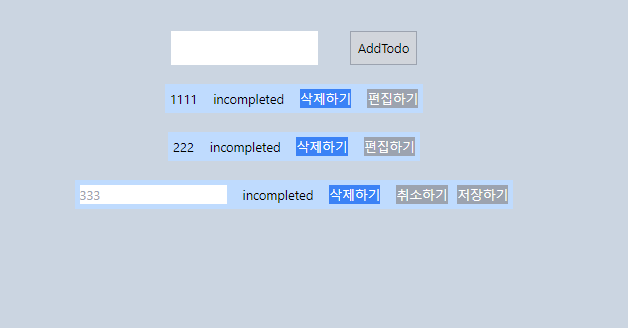 AddTodo
1111 incompleted 삭제하기 편집하기
222 incompleted 삭제하기 편집하기
333 incompleted 삭제하기 취소하기 저장하기